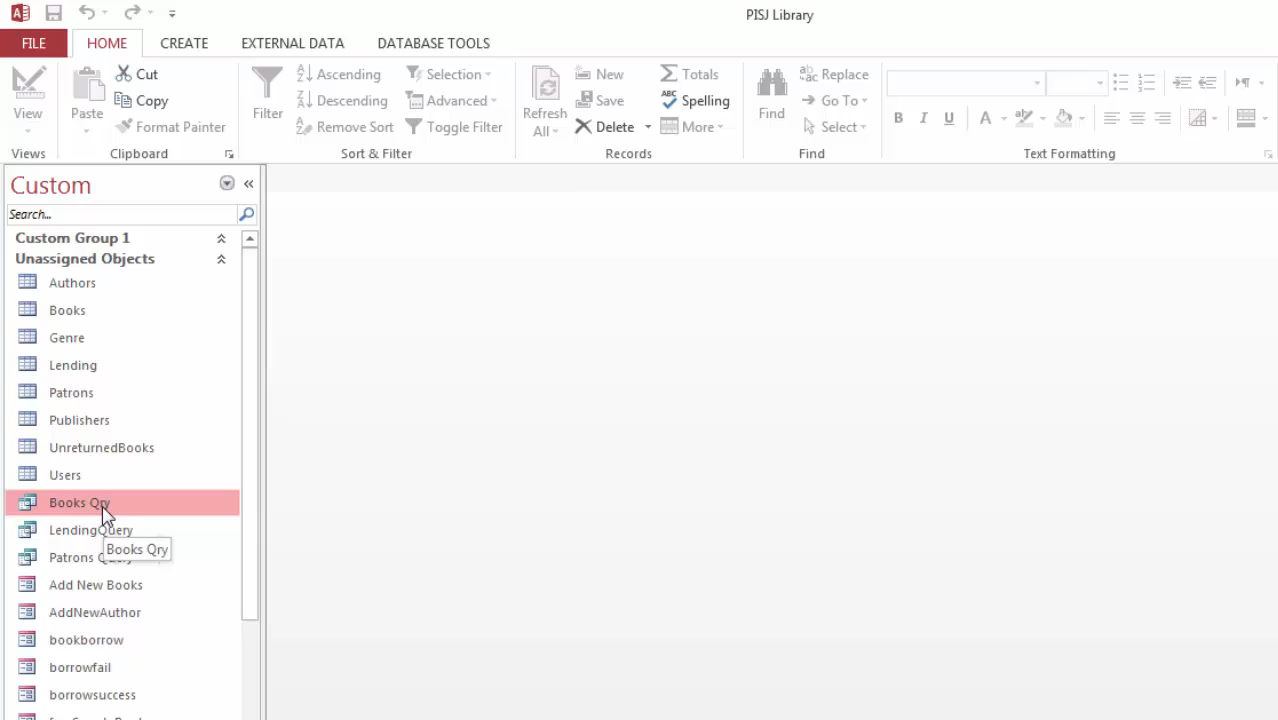 PISJ Library
FILE HOME CREATE EXTERNAL DATA DATABASE TOOLS
View
Views
Paste
Cut
Copy
Format Painter
Clipboard
Filter
Ascending
Descending
Remove Sort
Selection
Advanced
Toggle Filter
Sort & Filter
Refresh
All
New
Save
Delete
Totals
Spelling
More
Records
Find
Replace
Go To
Select
Find
B I U
A
Text Formatting
Custom
Search...
Custom Group 1
Unassigned Objects
Authors
Books
Genre
Lending
Patrons
Publishers
UnreturnedBooks
Users
Books Qry
LendingQuery
Books Qry
Patrons
Add New Books
AddNewAuthor
bookborrow
borrowfail
borrowsuccess